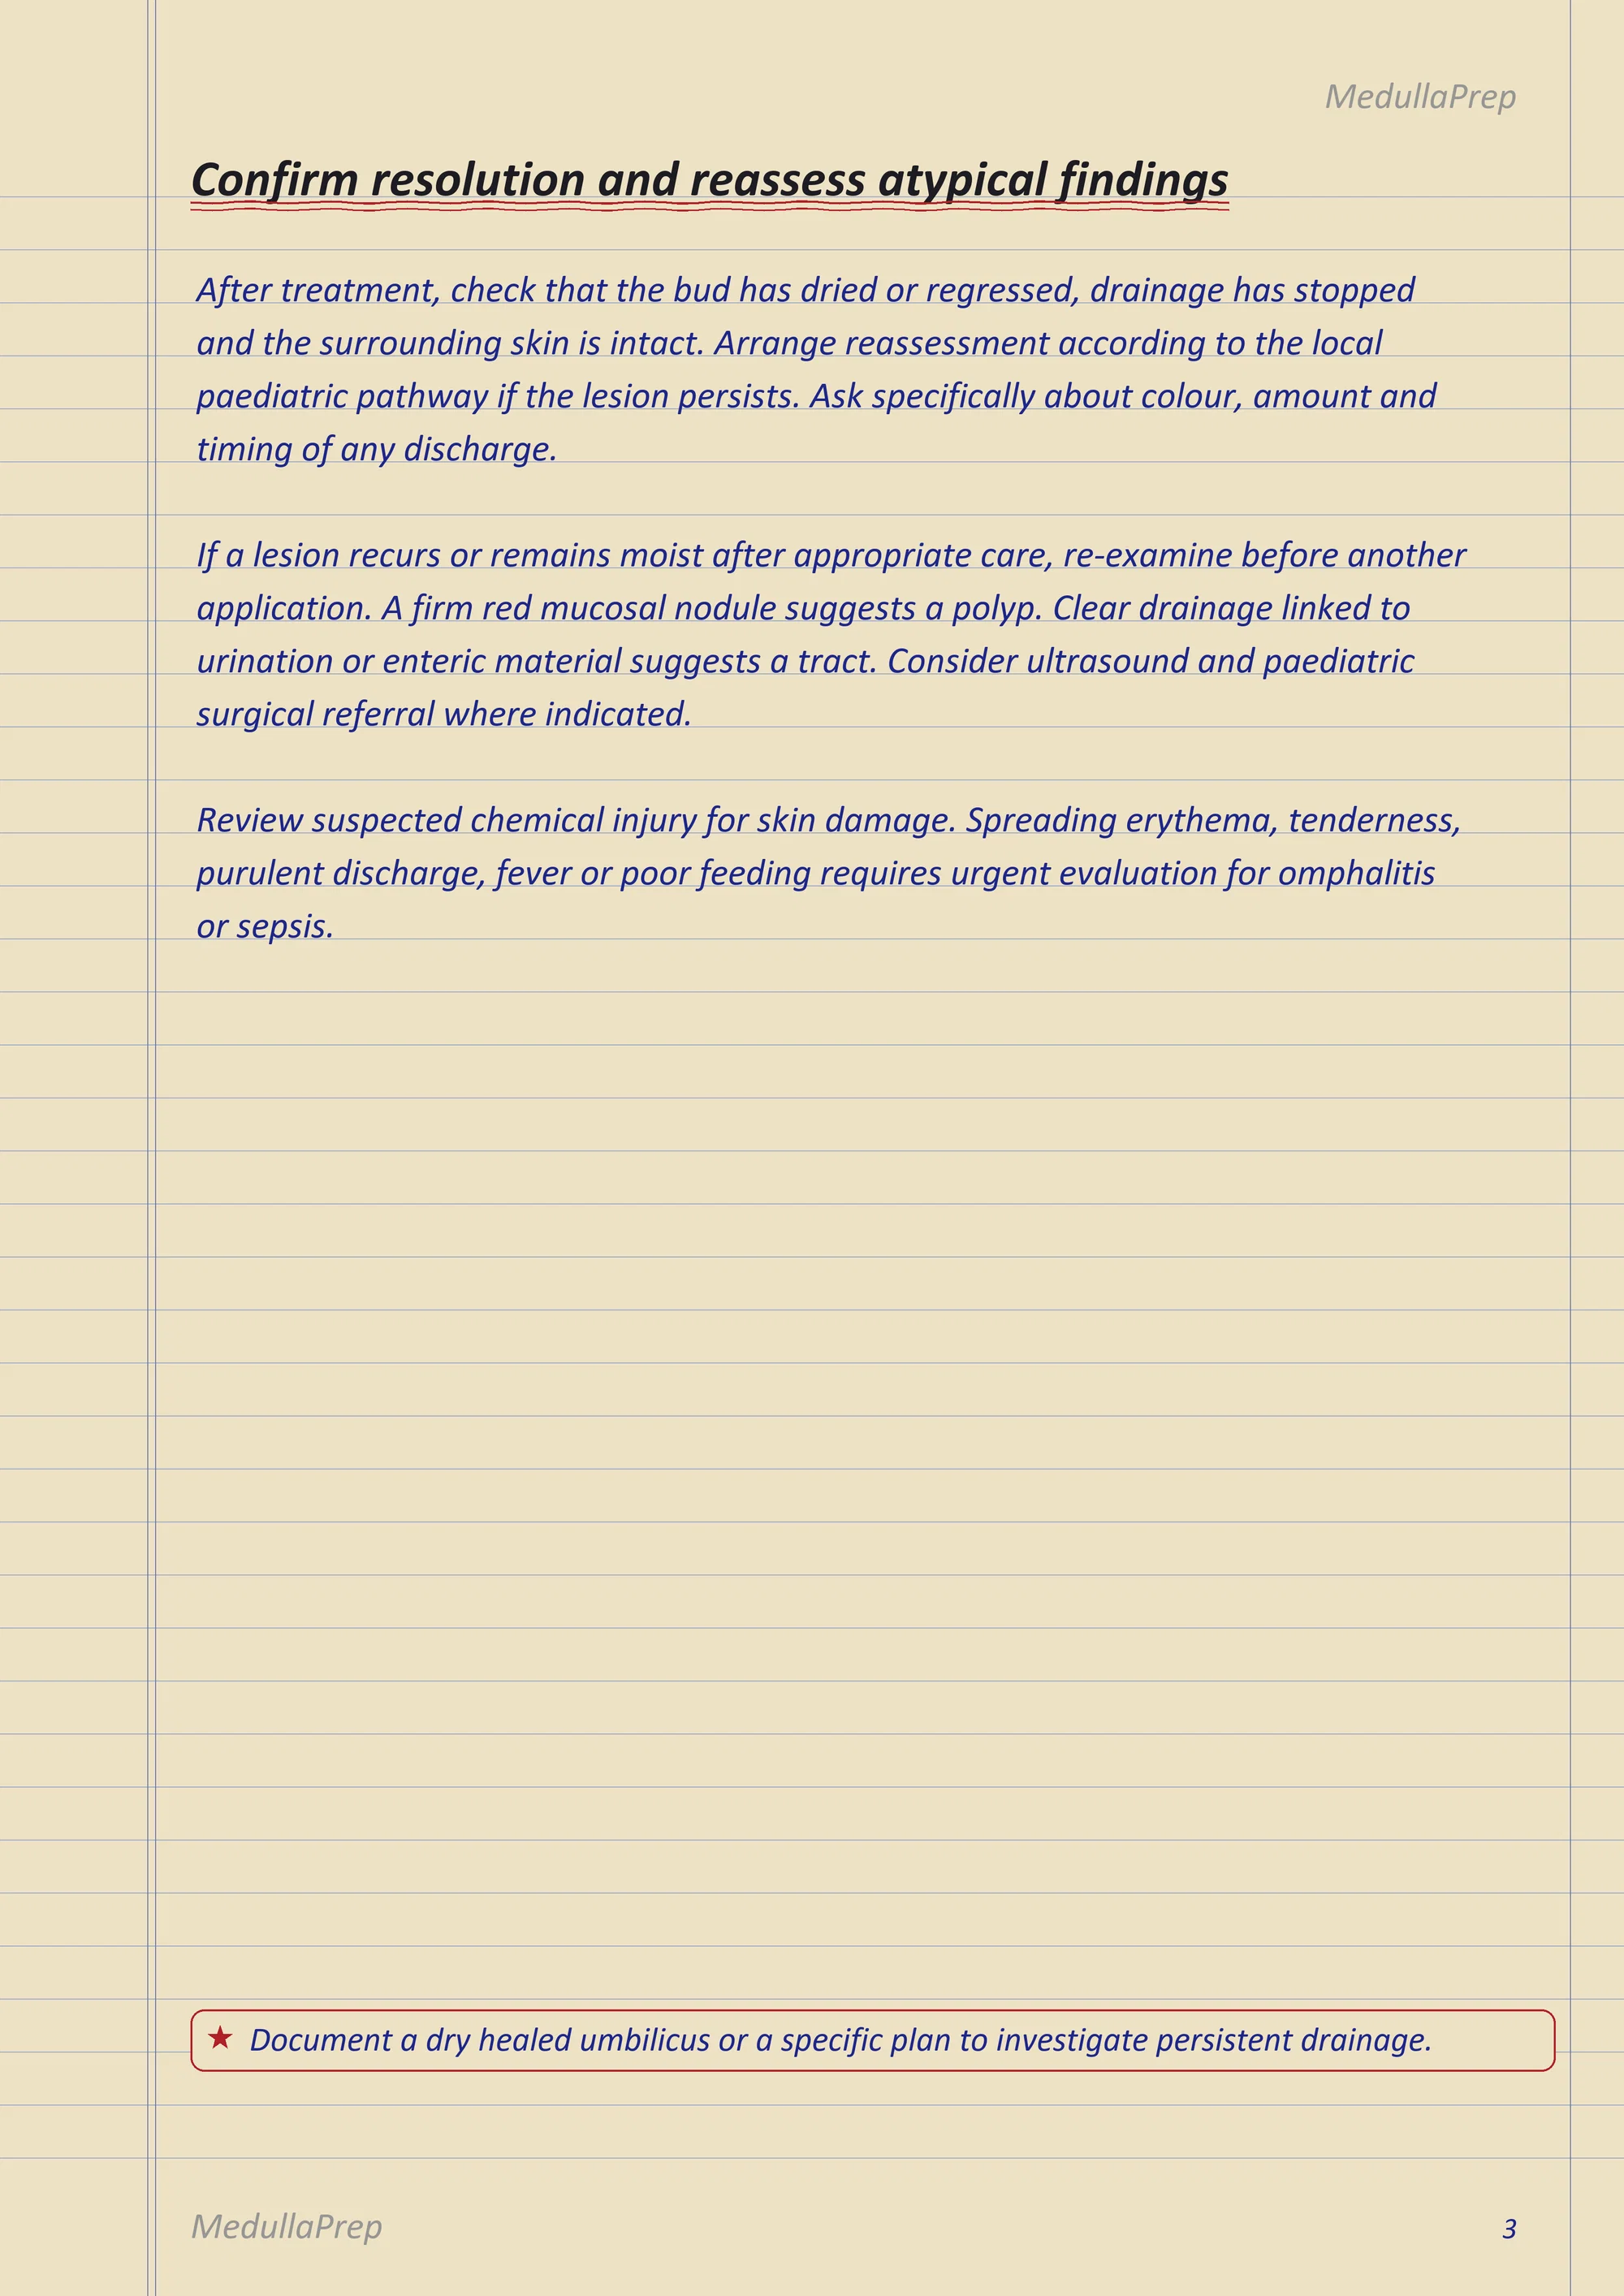 MedullaPrep
Confirm resolution and reassess atypical findings
After treatment, check that the bud has dried or regressed, drainage has stopped
and the surrounding skin is intact. Arrange reassessment according to the local
paediatric pathway if the lesion persists. Ask specifically about colour, amount and
timing of any discharge.
If a lesion recurs or remains moist after appropriate care, re-examine before another
application. A firm red mucosal nodule suggests a polyp. Clear drainage linked to
urination or enteric material suggests a tract. Consider ultrasound and paediatric
surgical referral where indicated.
Review suspected chemical injury for skin damage. Spreading erythema, tenderness,
purulent discharge, fever or poor feeding requires urgent evaluation for omphalitis
or sepsis.
★ Document a dry healed umbilicus or a specific plan to investigate persistent drainage.
MedullaPrep
3